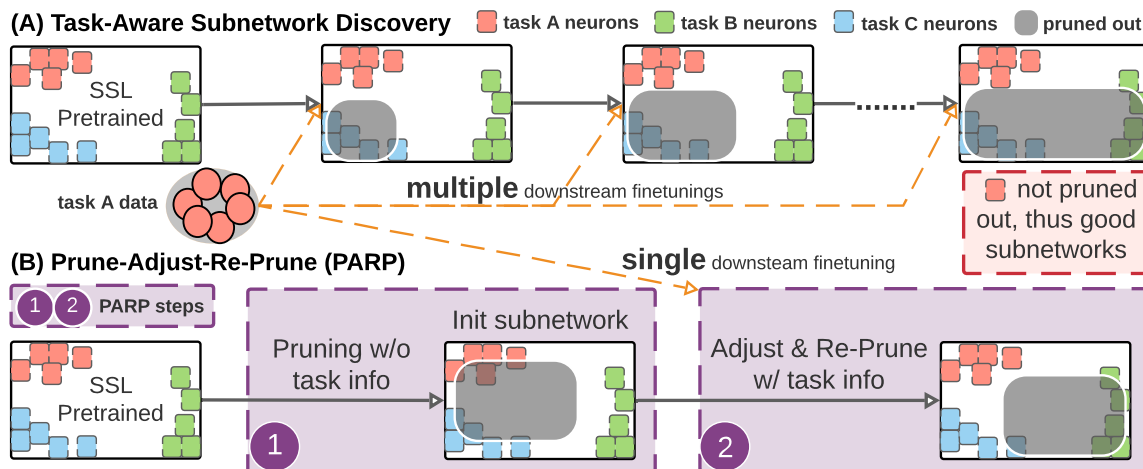 (A) Task-Aware Subnetwork Discovery
task A neurons
task B neurons
task C neurons
pruned out
SSL
Pretrained
task A data
multiple downstream finetunings
not pruned
out, thus good
subnetworks
(B) Prune-Adjust-Re-Prune (PARP)
single downsteam finetuning
1 2 PARP steps
SSL
Pretrained
Pruning w/o
task info
1
Init subnetwork
Adjust & Re-Prune
w/ task info
2